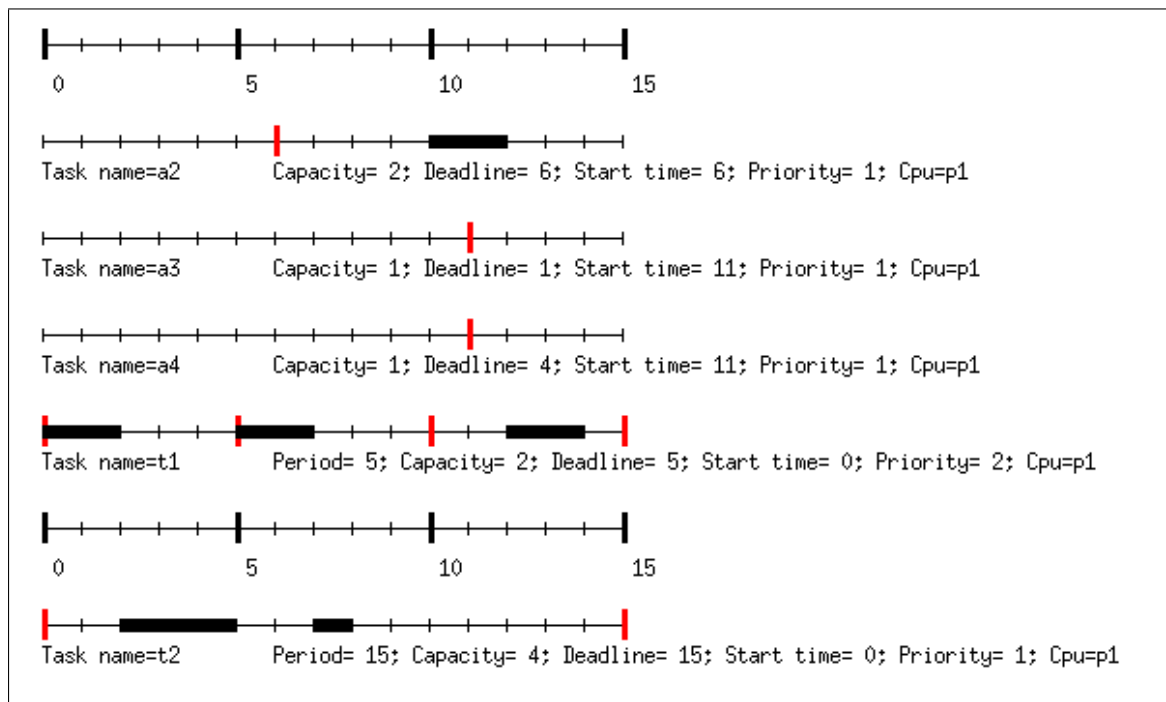 0 5 10 15
Task name=a2 Capacity= 2; Deadline= 6; Start time= 6; Priority= 1; Cpu=p1
Task name=a3 Capacity= 1; Deadline= 1; Start time= 11; Priority= 1; Cpu=p1
Task name=a4 Capacity= 1; Deadline= 4; Start time= 11; Priority= 1; Cpu=p1
Task name=t1 Period= 5; Capacity= 2; Deadline= 5; Start time= 0; Priority= 2; Cpu=p1
0 5 10 15
Task name=t2 Period= 15; Capacity= 4; Deadline= 15; Start time= 0; Priority= 1; Cpu=p1